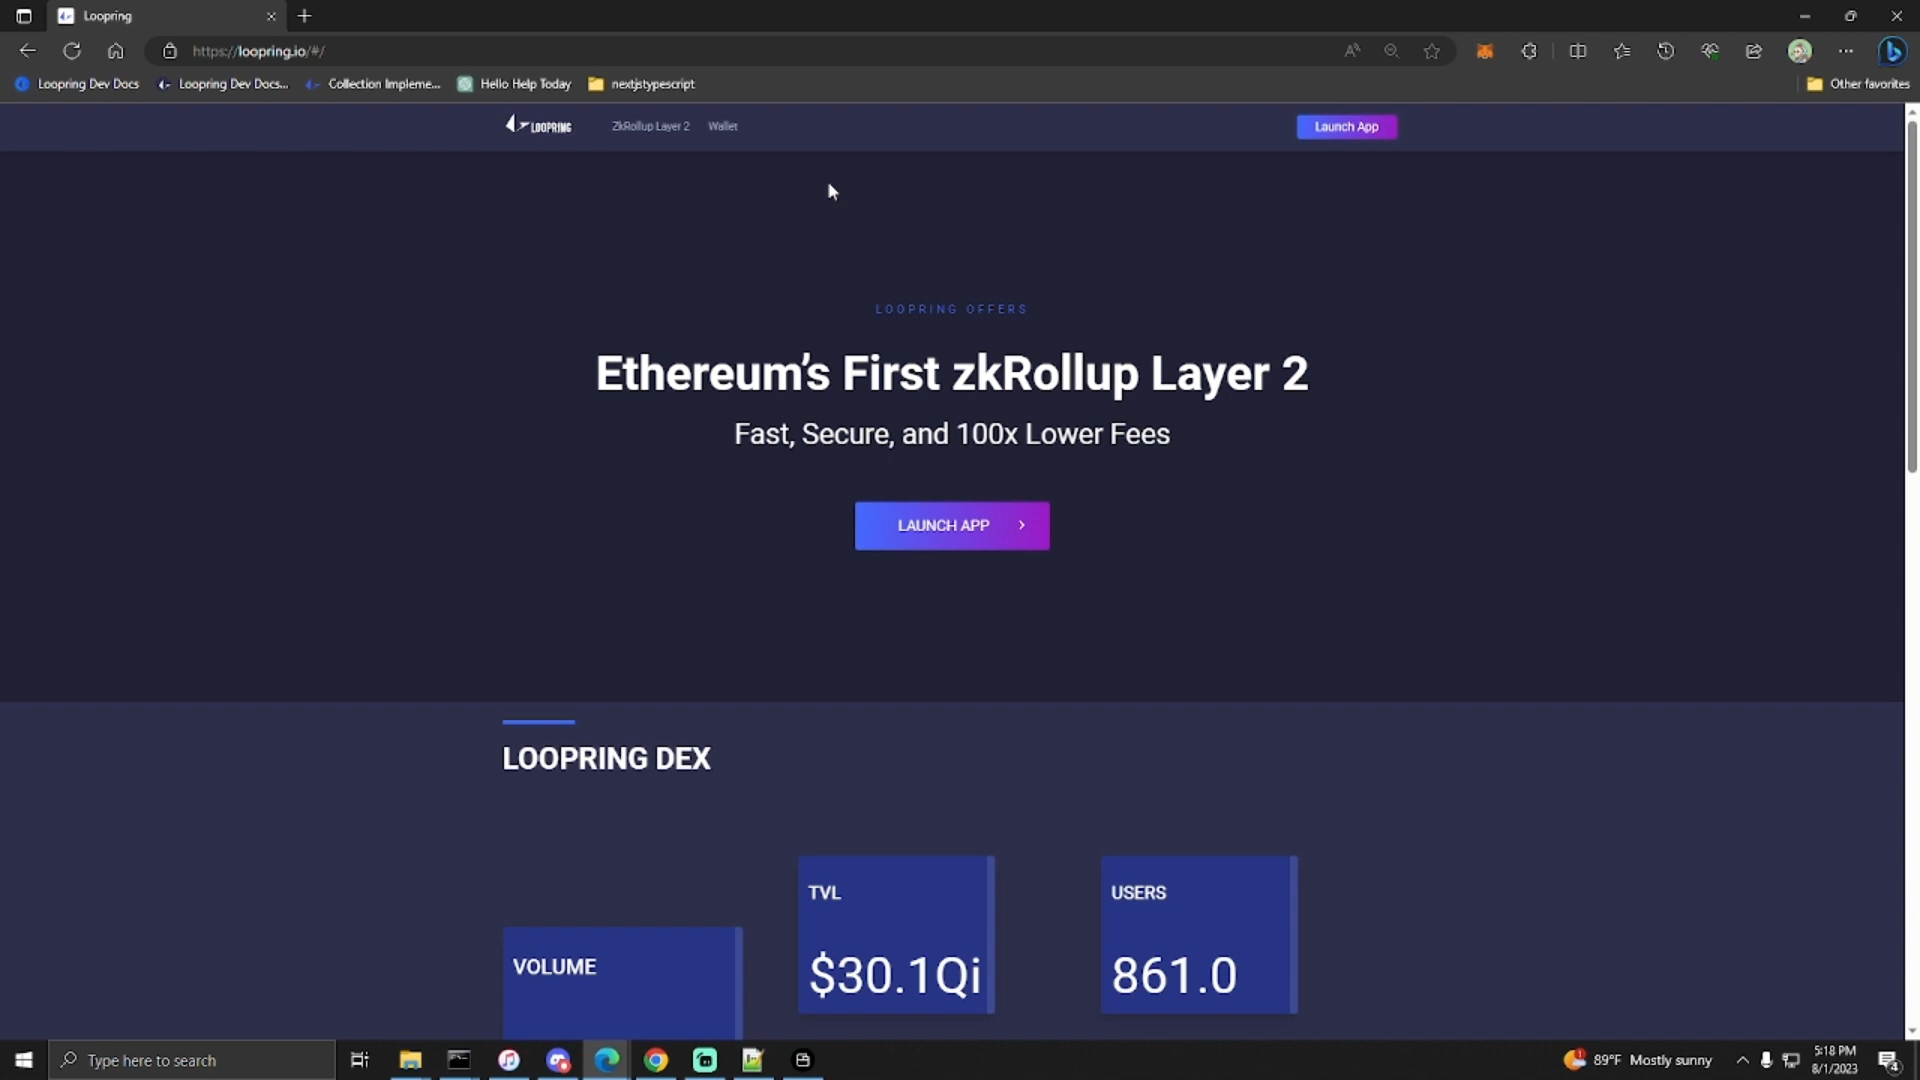 Loopring
https://loopring.io/#/
Loopring Dev Docs
Loopring Dev Docs...
Collection Impleme...
Hello Help Today
nextjstypescript
Other favorites
LOOPRING
ZkRollup Layer 2
Wallet
Launch App
LOOPRING OFFERS
Ethereum’s First zkRollup Layer 2
Fast, Secure, and 100x Lower Fees
LAUNCH APP
LOOPRING DEX
TVL
$30.1Qi
USERS
861.0
VOLUME
Type here to search
89°F Mostly sunny
5:18 PM
8/1/2023
4